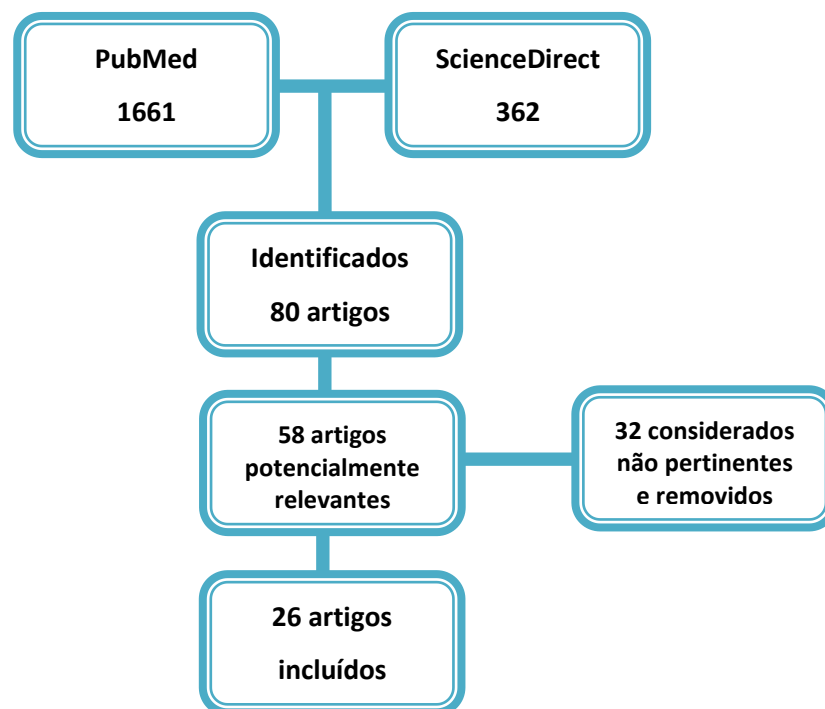 PubMed
1661
ScienceDirect
362
Identificados
80 artigos
58 artigos
potencialmente
relevantes
32 considerados
não pertinentes
e removidos
26 artigos
incluídos